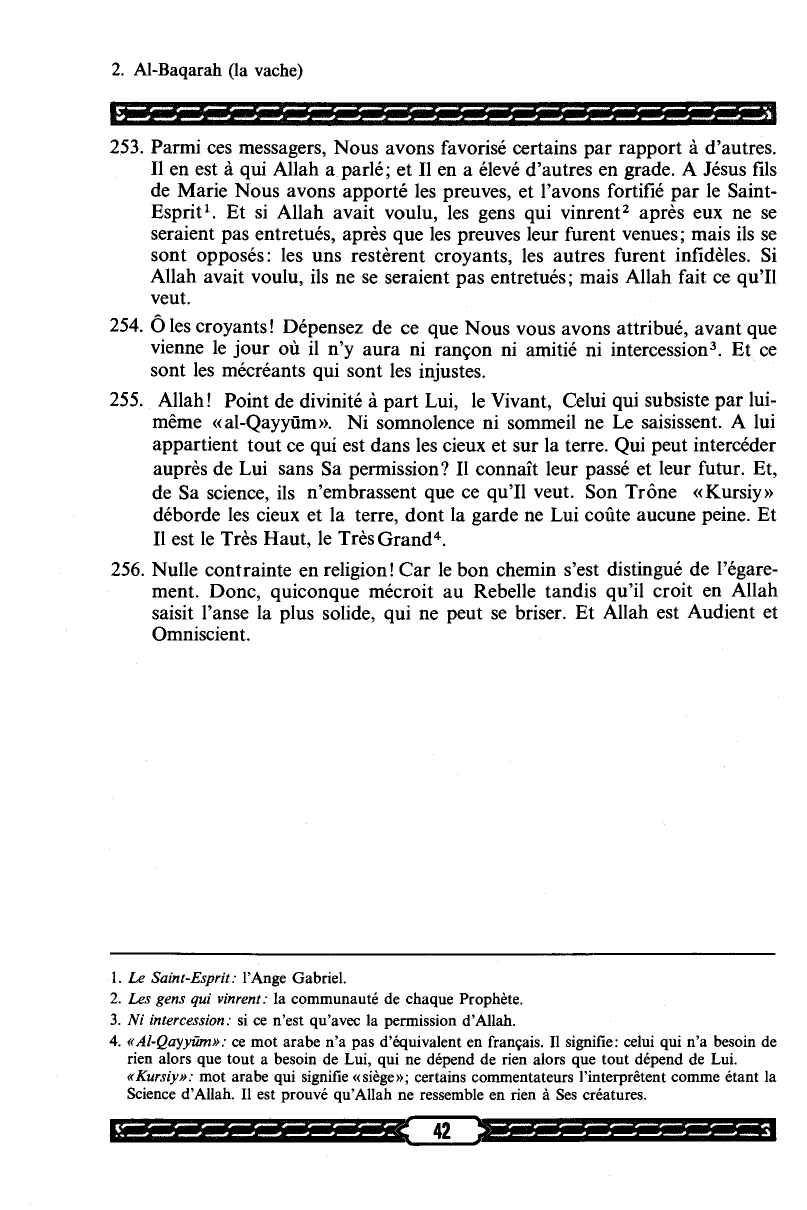 2. Al-Baqarah (la vache)
253. Parmi ces messagers, Nous avons favorisé certains par rapport à d'autres.
Il en est à qui Allah a parlé; et Il en a élevé d'autres en grade. A Jésus fils
de Marie Nous avons apporté les preuves, et l'avons fortifié par le Saint-
Esprit¹. Et si Allah avait voulu, les gens qui vinrent² après eux ne se
seraient pas entretués, après que les preuves leur furent venues; mais ils se
sont opposés: les uns restèrent croyants, les autres furent infidèles. Si
Allah avait voulu, ils ne se seraient pas entretués; mais Allah fait ce qu'Il
veut.
254. Ô les croyants! Dépensez de ce que Nous vous avons attribué, avant que
vienne le jour où il n'y aura ni rançon ni amitié ni intercession³. Et ce
sont les mécréants qui sont les injustes.
255. Allah! Point de divinité à part Lui, le Vivant, Celui qui subsiste par lui-
même «al-Qayyūm». Ni somnolence ni sommeil ne Le saisissent. A lui
appartient tout ce qui est dans les cieux et sur la terre. Qui peut intercéder
auprès de Lui sans Sa permission? Il connaît leur passé et leur futur. Et,
de Sa science, ils n'embrassent que ce qu'Il veut. Son Trône «Kursiy»
déborde les cieux et la terre, dont la garde ne Lui coûte aucune peine. Et
Il est le Très Haut, le Très Grand⁴.
256. Nulle contrainte en religion! Car le bon chemin s'est distingué de l'égare-
ment. Donc, quiconque mécroit au Rebelle tandis qu'il croit en Allah
saisit l'anse la plus solide, qui ne peut se briser. Et Allah est Audient et
Omniscient.
1. Le Saint-Esprit: l'Ange Gabriel.
2. Les gens qui vinrent: la communauté de chaque Prophète.
3. Ni intercession: si ce n'est qu'avec la permission d'Allah.
4. «Al-Qayyūm»: ce mot arabe n'a pas d'équivalent en français. Il signifie: celui qui n'a besoin de
rien alors que tout a besoin de Lui, qui ne dépend de rien alors que tout dépend de Lui.
«Kursiy»: mot arabe qui signifie «siège»; certains commentateurs l'interprêtent comme étant la
Science d'Allah. Il est prouvé qu'Allah ne ressemble en rien à Ses créatures.
42